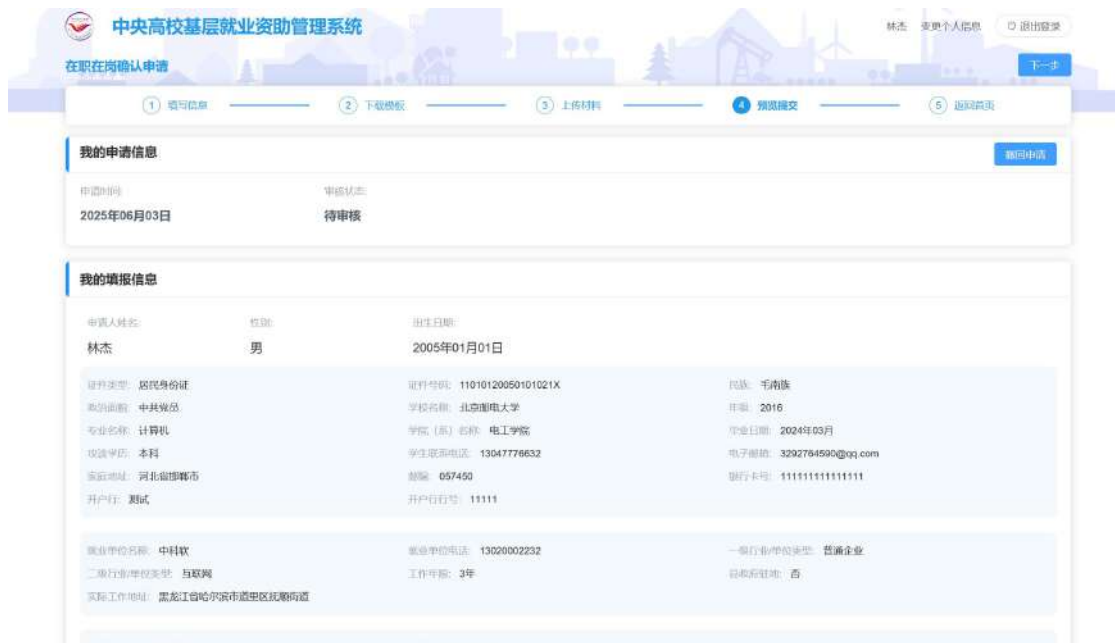 中央高校基层就业资助管理系统
林杰 变更个人信息 退出登录
在职在岗确认申请 下一步
1 填写信息 2 下载模板 3 上传材料 4 预览提交 5 返回首页
我的申请信息 撤回申请
申请时间: 审核状态:
2025年06月03日 待审核
我的填报信息
申请人姓名: 性别: 出生日期:
林杰 男 2005年01月01日
证件类型: 居民身份证 证件号码: 11010120050101021X 民族: 毛南族
政治面貌: 中共党员 学校名称: 北京邮电大学 年级: 2016
专业名称: 计算机 学院（系）名称: 电工学院 毕业日期: 2024年03月
攻读学历: 本科 学生联系电话: 13047776632 电子邮箱: 3292764590@qq.com
家庭地址: 河北省邯郸市 邮编: 057450 银行卡号: 111111111111111
开户行: 测试 开户行行号: 11111
就业单位名称: 中科软 就业单位电话: 13020002232 一级行业/单位类型: 普通企业
二级行业/单位类型: 互联网 工作年限: 3年 县政府驻地: 否
实际工作地址: 黑龙江省哈尔滨市道里区抚顺街道